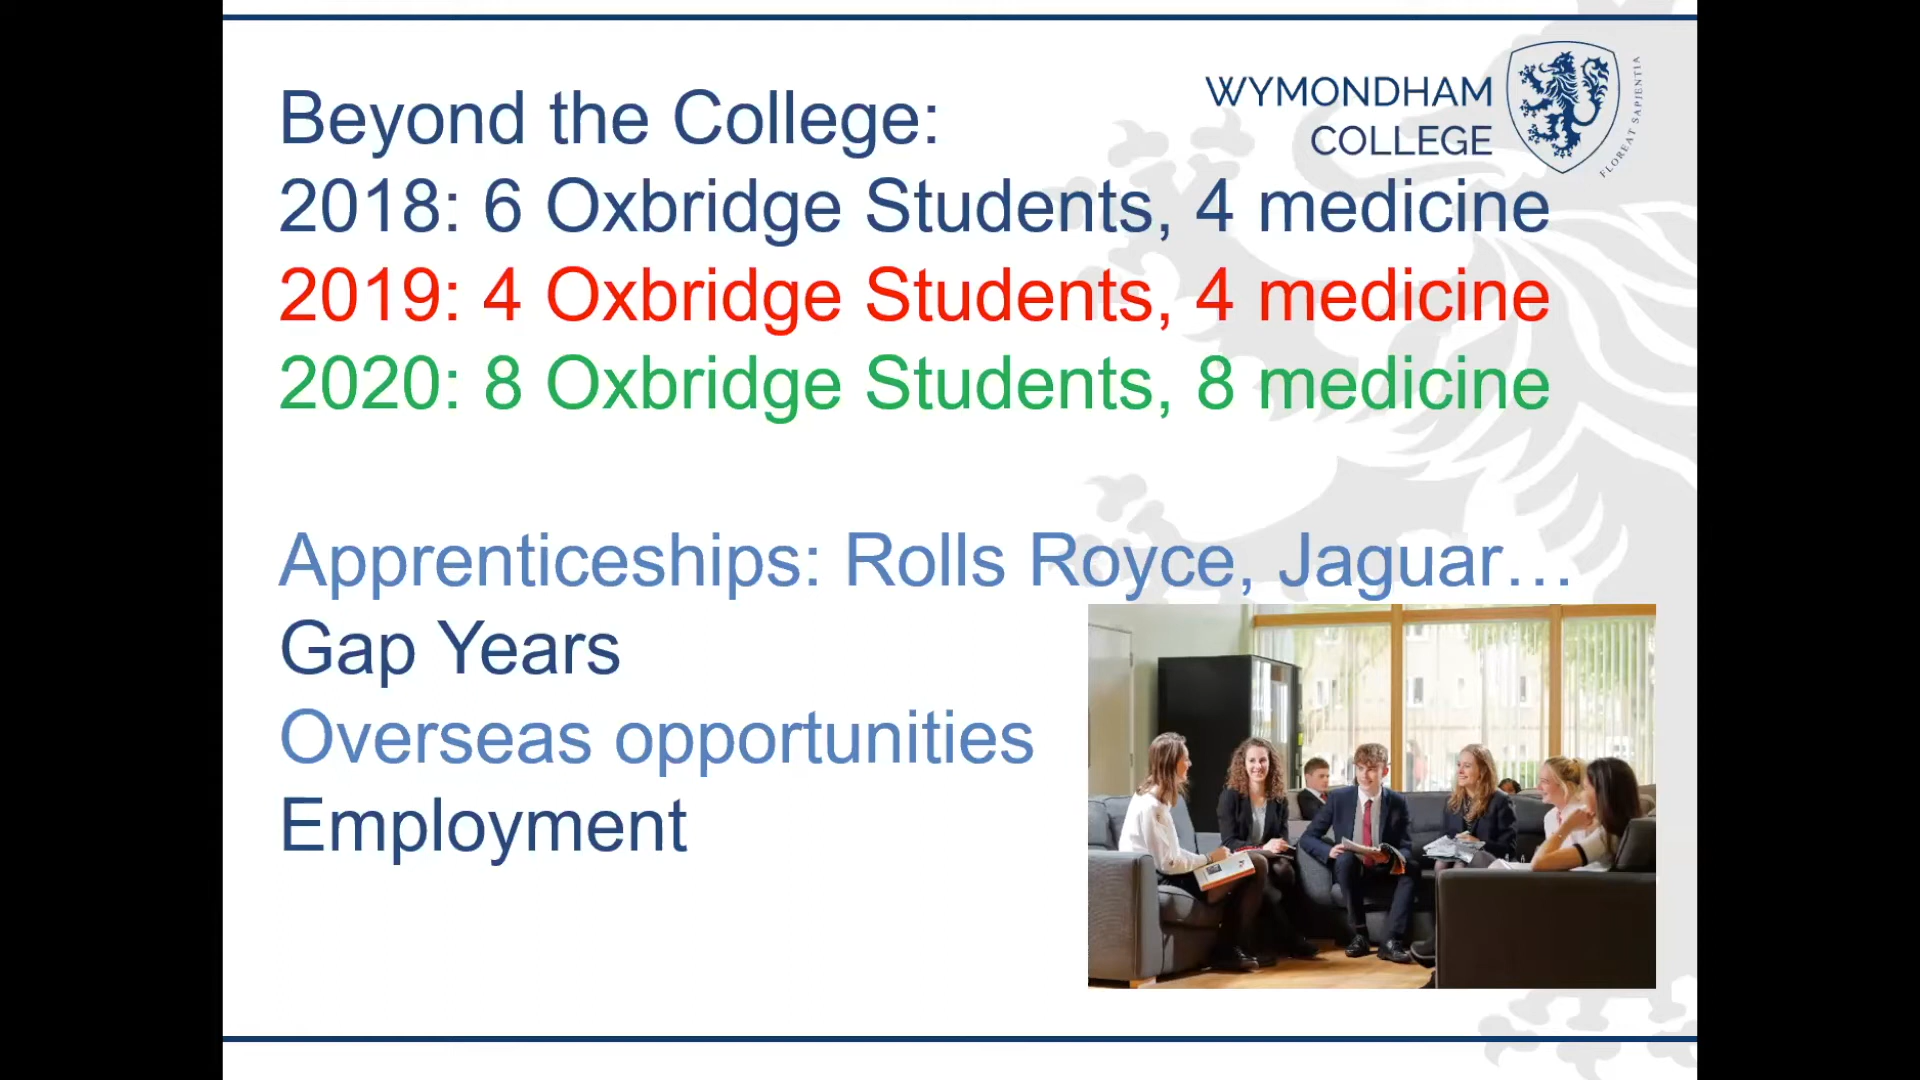 WYMONDHAM
COLLEGE
FLOREAT SAPIENTIA
Beyond the College:
2018: 6 Oxbridge Students, 4 medicine
2019: 4 Oxbridge Students, 4 medicine
2020: 8 Oxbridge Students, 8 medicine
Apprenticeships: Rolls Royce, Jaguar…
Gap Years
Overseas opportunities
Employment